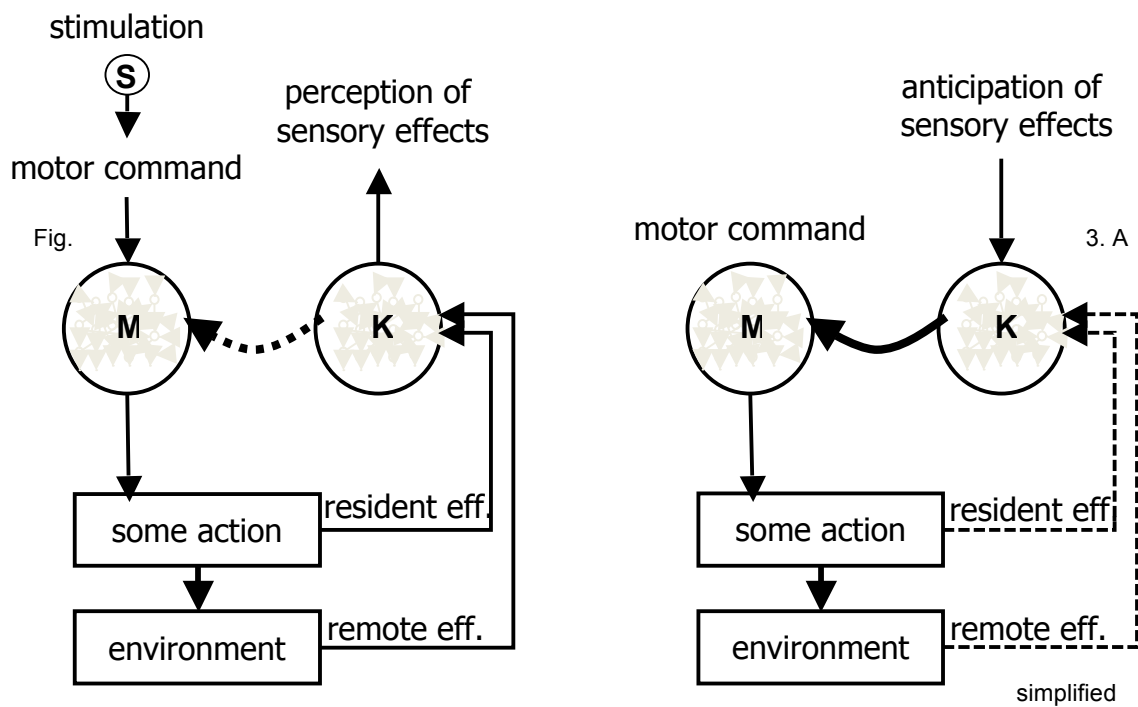 stimulation
S
motor command
perception of
sensory effects
Fig.
M
K
some action
resident eff.
environment
remote eff.
anticipation of
sensory effects
motor command
3. A
M
K
some action
resident eff.
environment
remote eff.
simplified